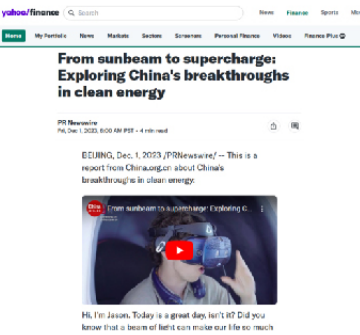 yahoo/finance
Search
News Finance Sports
Home My Portfolio News Markets Sectors Screeners Personal Finance Videos Finance Plus
From sunbeam to supercharge:
Exploring China's breakthroughs
in clean energy
PR Newswire
Fri, Dec 1, 2023, 8:00 AM PST • 4 min read
BEIJING, Dec. 1, 2023 /PRNewswire/ -- This is a
report from China.org.cn about China's
breakthroughs in clean energy.
From sunbeam to supercharge: Exploring C...
Hi, I'm Jason. Today is a great day, isn't it? Did you
know that a beam of light can make our life so much